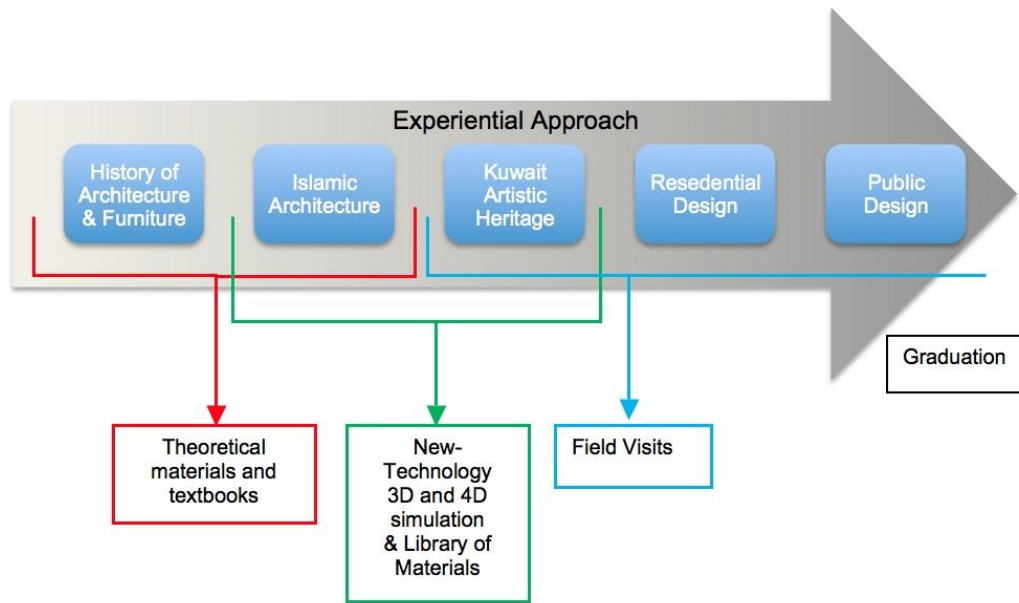 Experiential Approach
History of
Architecture
& Furniture
Islamic
Architecture
Kuwait
Artistic
Heritage
Resedential
Design
Public
Design
Graduation
Theoretical
materials and
textbooks
New-
Technology
3D and 4D
simulation
& Library of
Materials
Field Visits